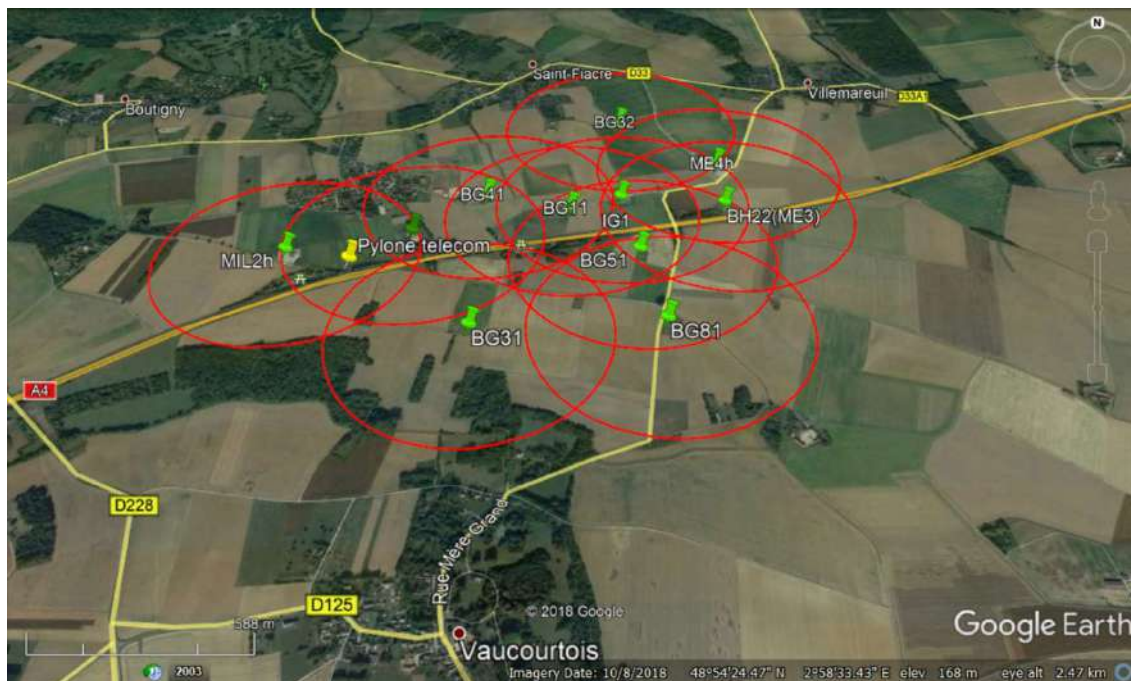 N
Saint-Fiacre
D33
Boutigny
Villemareuil
D33A1
BG32
ME4h
BG41
BG11
IG1
BH22(ME3)
MIL2h
Pylone telecom
BG51
BG31
BG81
A4
D228
Rue Mère Grand
D125
588 m
© 2018 Google
Google Earth
Vaucourtois
2003
Imagery Date: 10/8/2018 48°54'24.47" N 2°58'33.43" E elev 168 m eye alt 2.47 km